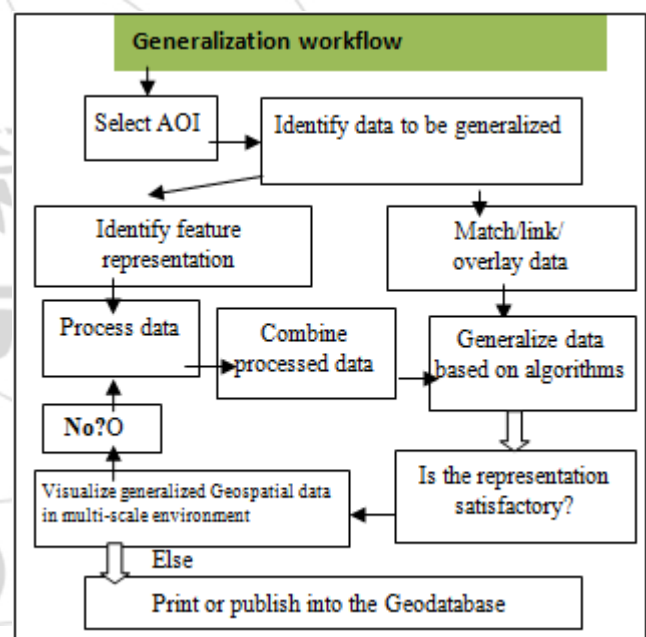 Generalization workflow
Select AOI
Identify data to be generalized
Identify feature
representation
Match/link/
overlay data
Process data
Combine
processed data
Generalize data
based on algorithms
No?O
Is the representation
satisfactory?
Visualize generalized Geospatial data
in multi-scale environment
Else
Print or publish into the Geodatabase